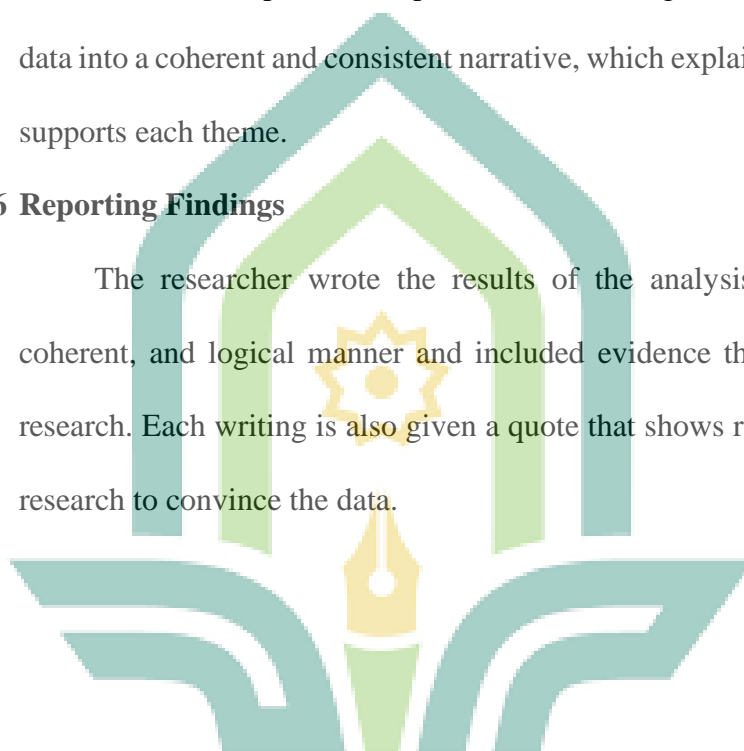 data into a coherent and consistent narrative, which explai
supports each theme.
6 Reporting Findings
The researcher wrote the results of the analysis
coherent, and logical manner and included evidence th
research. Each writing is also given a quote that shows r
research to convince the data.